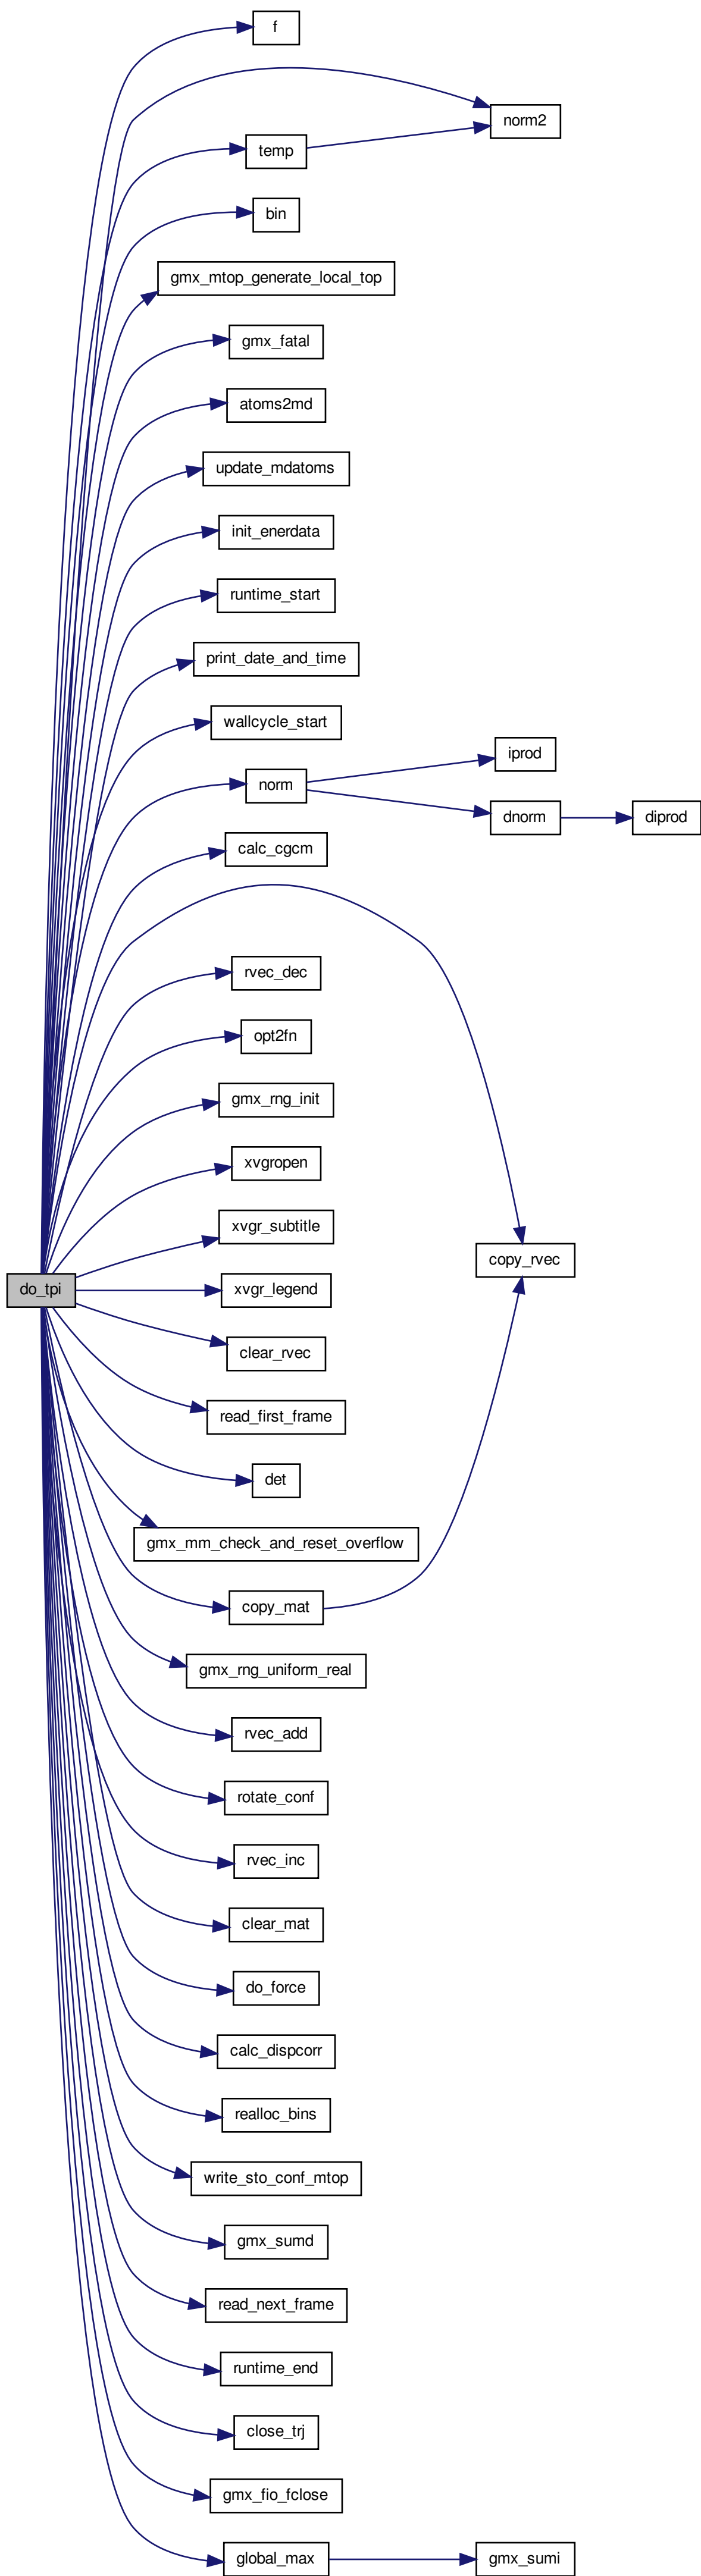 f
norm2
temp
bin
gmx_mtop_generate_local_top
gmx_fatal
atoms2md
update_mdatoms
init_enerdata
runtime_start
print_date_and_time
wallcycle_start
iprod
norm
dnorm
diprod
calc_cgcm
rvec_dec
opt2fn
gmx_rng_init
xvgropen
xvgr_subtitle
copy_rvec
do_tpi
xvgr_legend
clear_rvec
read_first_frame
det
gmx_mm_check_and_reset_overflow
copy_mat
gmx_rng_uniform_real
rvec_add
rotate_conf
rvec_inc
clear_mat
do_force
calc_dispcorr
realloc_bins
write_sto_conf_mtop
gmx_sumd
read_next_frame
runtime_end
close_trj
gmx_fio_fclose
global_max
gmx_sumi